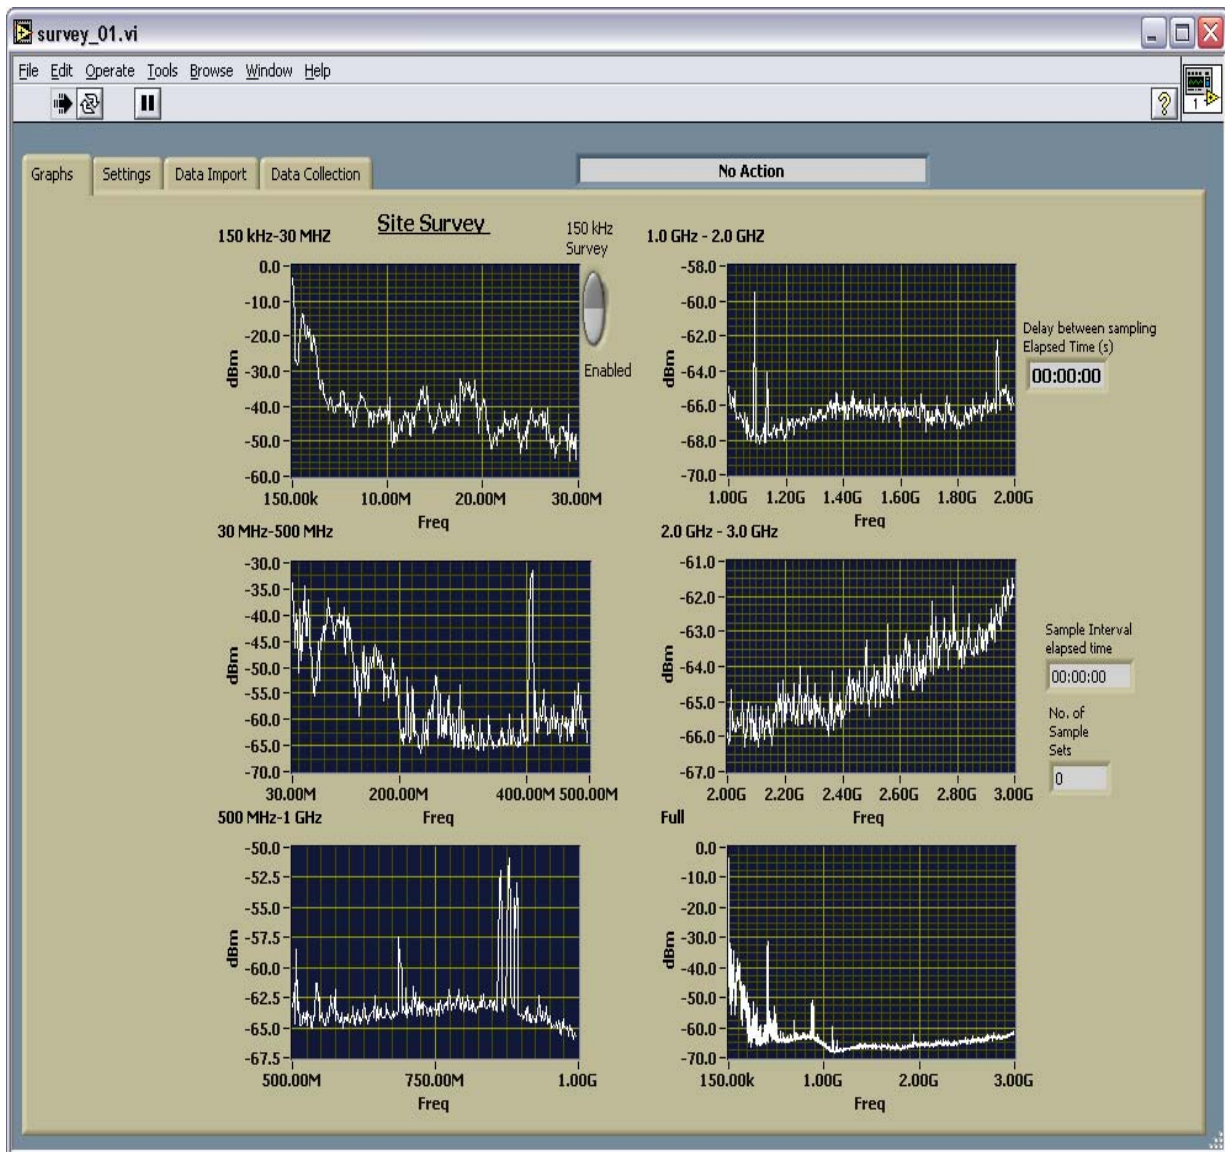 survey_01.vi
File Edit Operate Tools Browse Window Help
1
Graphs Settings Data Import Data Collection
No Action
Site Survey
150 kHz-30 MHZ
150 kHz
Survey
Enabled
0.0
-10.0
-20.0
-30.0
-40.0
-50.0
-60.0
dBm
150.00k 10.00M 20.00M 30.00M
Freq
1.0 GHz - 2.0 GHZ
-58.0
-60.0
-62.0
-64.0
-66.0
-68.0
-70.0
dBm
1.00G 1.20G 1.40G 1.60G 1.80G 2.00G
Freq
Delay between sampling
Elapsed Time (s)
00:00:00
30 MHz-500 MHz
-30.0
-35.0
-40.0
-45.0
-50.0
-55.0
-60.0
-65.0
-70.0
dBm
30.00M 200.00M 400.00M 500.00M
Freq
2.0 GHz - 3.0 GHz
-61.0
-62.0
-63.0
-64.0
-65.0
-66.0
-67.0
dBm
2.00G 2.20G 2.40G 2.60G 2.80G 3.00G
Freq
Sample Interval
elapsed time
00:00:00
No. of
Sample
Sets
0
500 MHz-1 GHz
-50.0
-52.5
-55.0
-57.5
-60.0
-62.5
-65.0
-67.5
dBm
500.00M 750.00M 1.00G
Freq
Full
0.0
-10.0
-20.0
-30.0
-40.0
-50.0
-60.0
-70.0
dBm
150.00k 1.00G 2.00G 3.00G
Freq